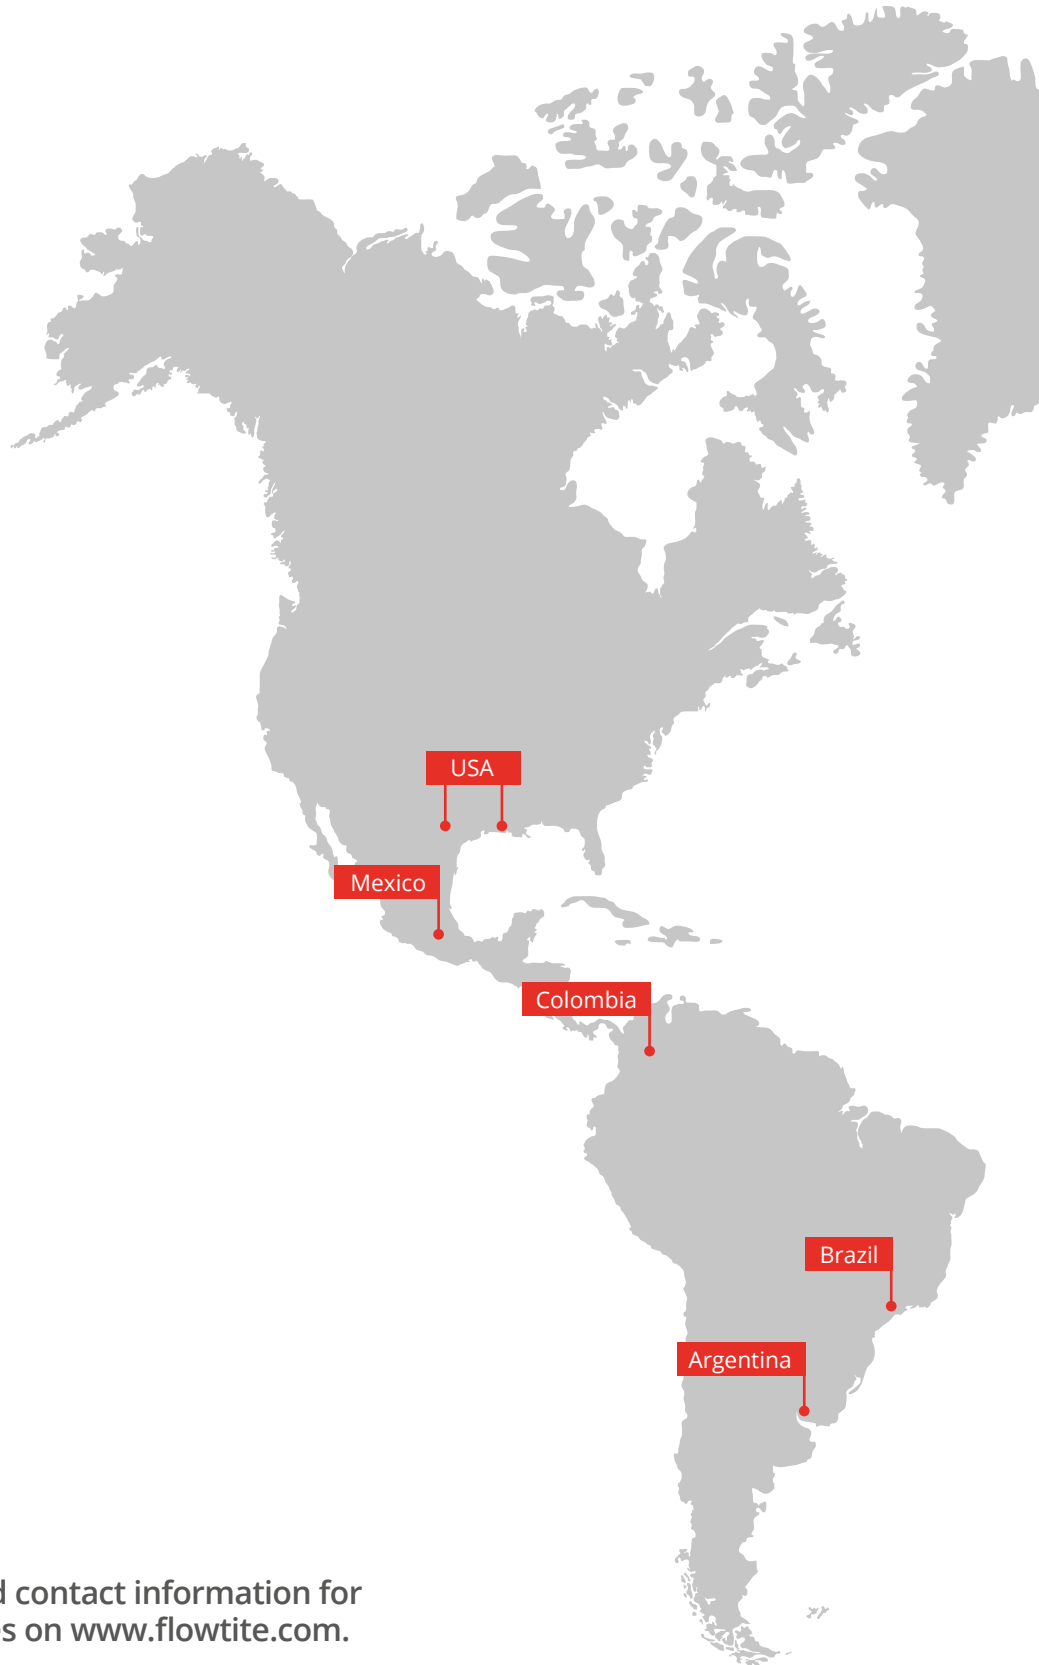 USA
Mexico
Colombia
Brazil
Argentina
contact information for
on www.flowtite.com.